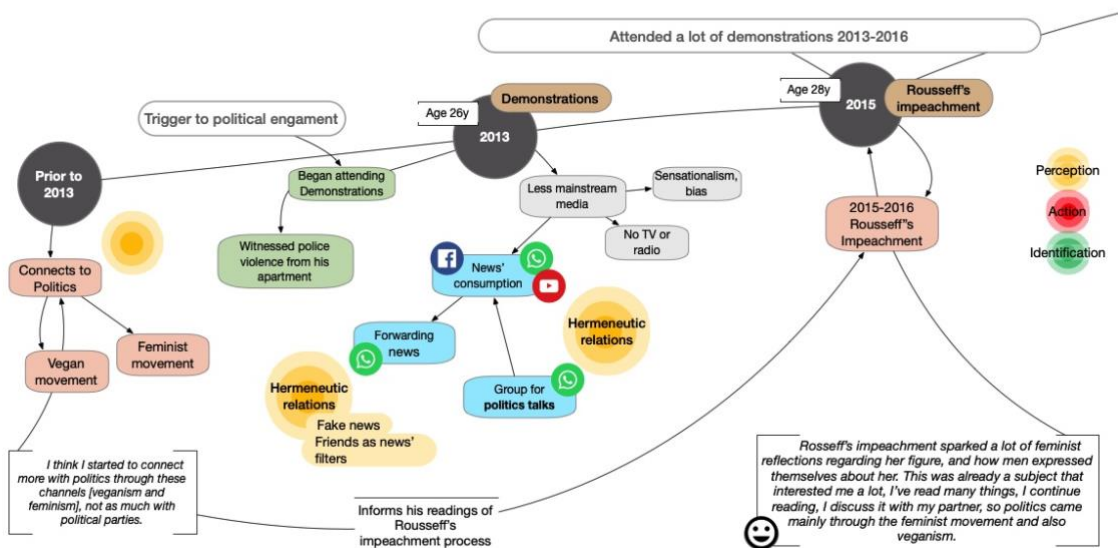 Attended a lot of demonstrations 2013-2016
Age 28y
2015
Rousseff's
impeachment
Age 26y
Demonstrations
2013
Trigger to political engament
Prior to
2013
Began attending
Demonstrations
Less mainstream
media
Sensationalism,
bias
Perception
2015-2016
Rousseff"s
Impeachment
Action
No TV or
radio
Witnessed police
violence from his
apartment
Identification
Connects to
Politics
News'
consumption
Hermeneutic
relations
Forwarding
news
Feminist
movement
Vegan
movement
Group for
politics talks
Hermeneutic
relations
Fake news
Friends as news'
filters
I think I started to connect
more with politics through these
channels [veganism and
feminism], not as much with
political parties.
Informs his readings of
Rousseff's
impeachment process
Rosseff's impeachment sparked a lot of feminist
reflections regarding her figure, and how men expressed
themselves about her. This was already a subject that
interested me a lot, I've read many things, I continue
reading, I discuss it with my partner, so politics came
mainly through the feminist movement and also
veganism.